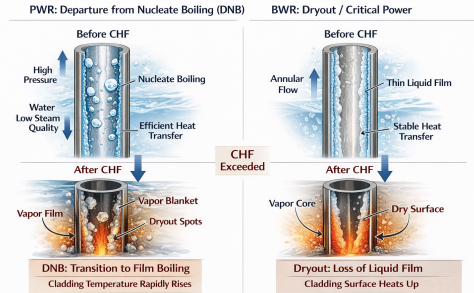 PWR: Departure from Nucleate Boiling (DNB)
Before CHF
High
Pressure
Nucleate Boiling
Water
Low Steam
Quality
Efficient Heat
Transfer
After CHF
Vapor Film
Vapor Blanket
Dryout Spots
DNB: Transition to Film Boiling
Cladding Temperature Rapidly Rises
CHF
Exceeded
BWR: Dryout / Critical Power
Before CHF
Annular
Flow
Thin Liquid Film
Stable Heat
Transfer
After CHF
Vapor Core
Dry Surface
Dryout: Loss of Liquid Film
Cladding Surface Heats Up